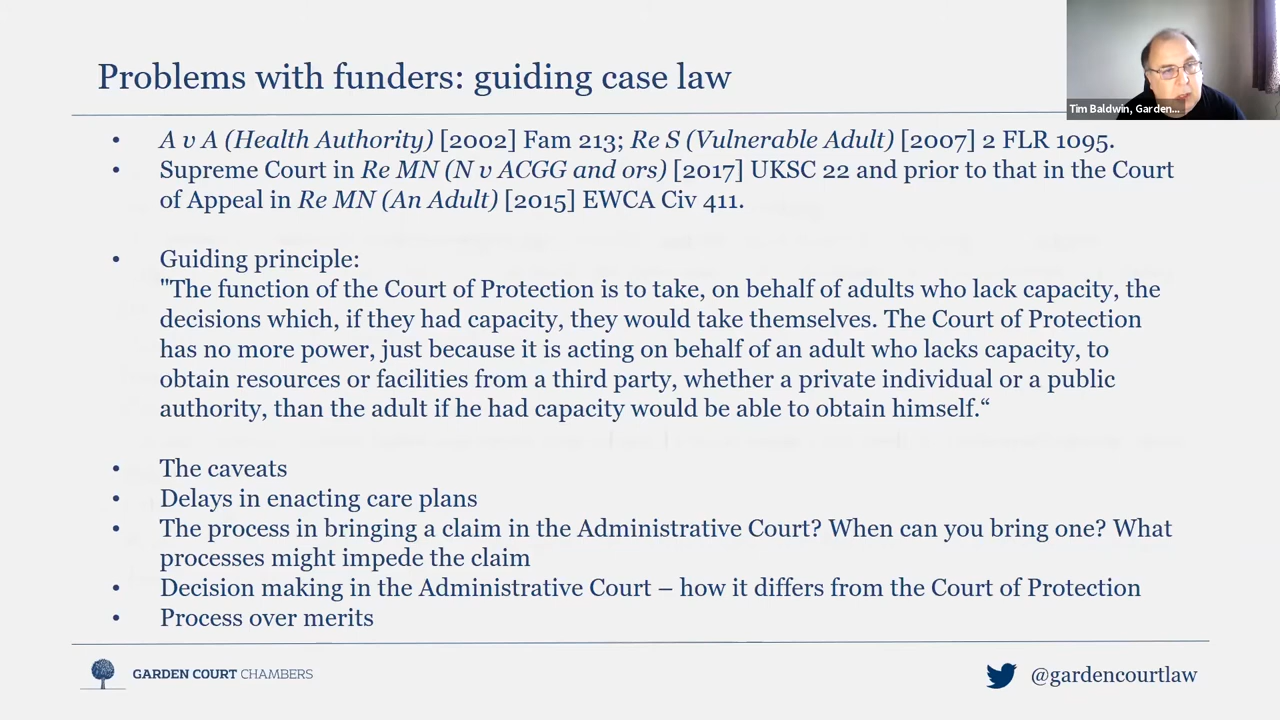 Problems with funders: guiding case law
Tim Baldwin, Garden...
• A v A (Health Authority) [2002] Fam 213; Re S (Vulnerable Adult) [2007] 2 FLR 1095.
• Supreme Court in Re MN (N v ACGG and ors) [2017] UKSC 22 and prior to that in the Court
of Appeal in Re MN (An Adult) [2015] EWCA Civ 411.
• Guiding principle:
"The function of the Court of Protection is to take, on behalf of adults who lack capacity, the
decisions which, if they had capacity, they would take themselves. The Court of Protection
has no more power, just because it is acting on behalf of an adult who lacks capacity, to
obtain resources or facilities from a third party, whether a private individual or a public
authority, than the adult if he had capacity would be able to obtain himself.“
• The caveats
• Delays in enacting care plans
• The process in bringing a claim in the Administrative Court? When can you bring one? What
processes might impede the claim
• Decision making in the Administrative Court – how it differs from the Court of Protection
• Process over merits
GARDEN COURT CHAMBERS
@gardencourtlaw